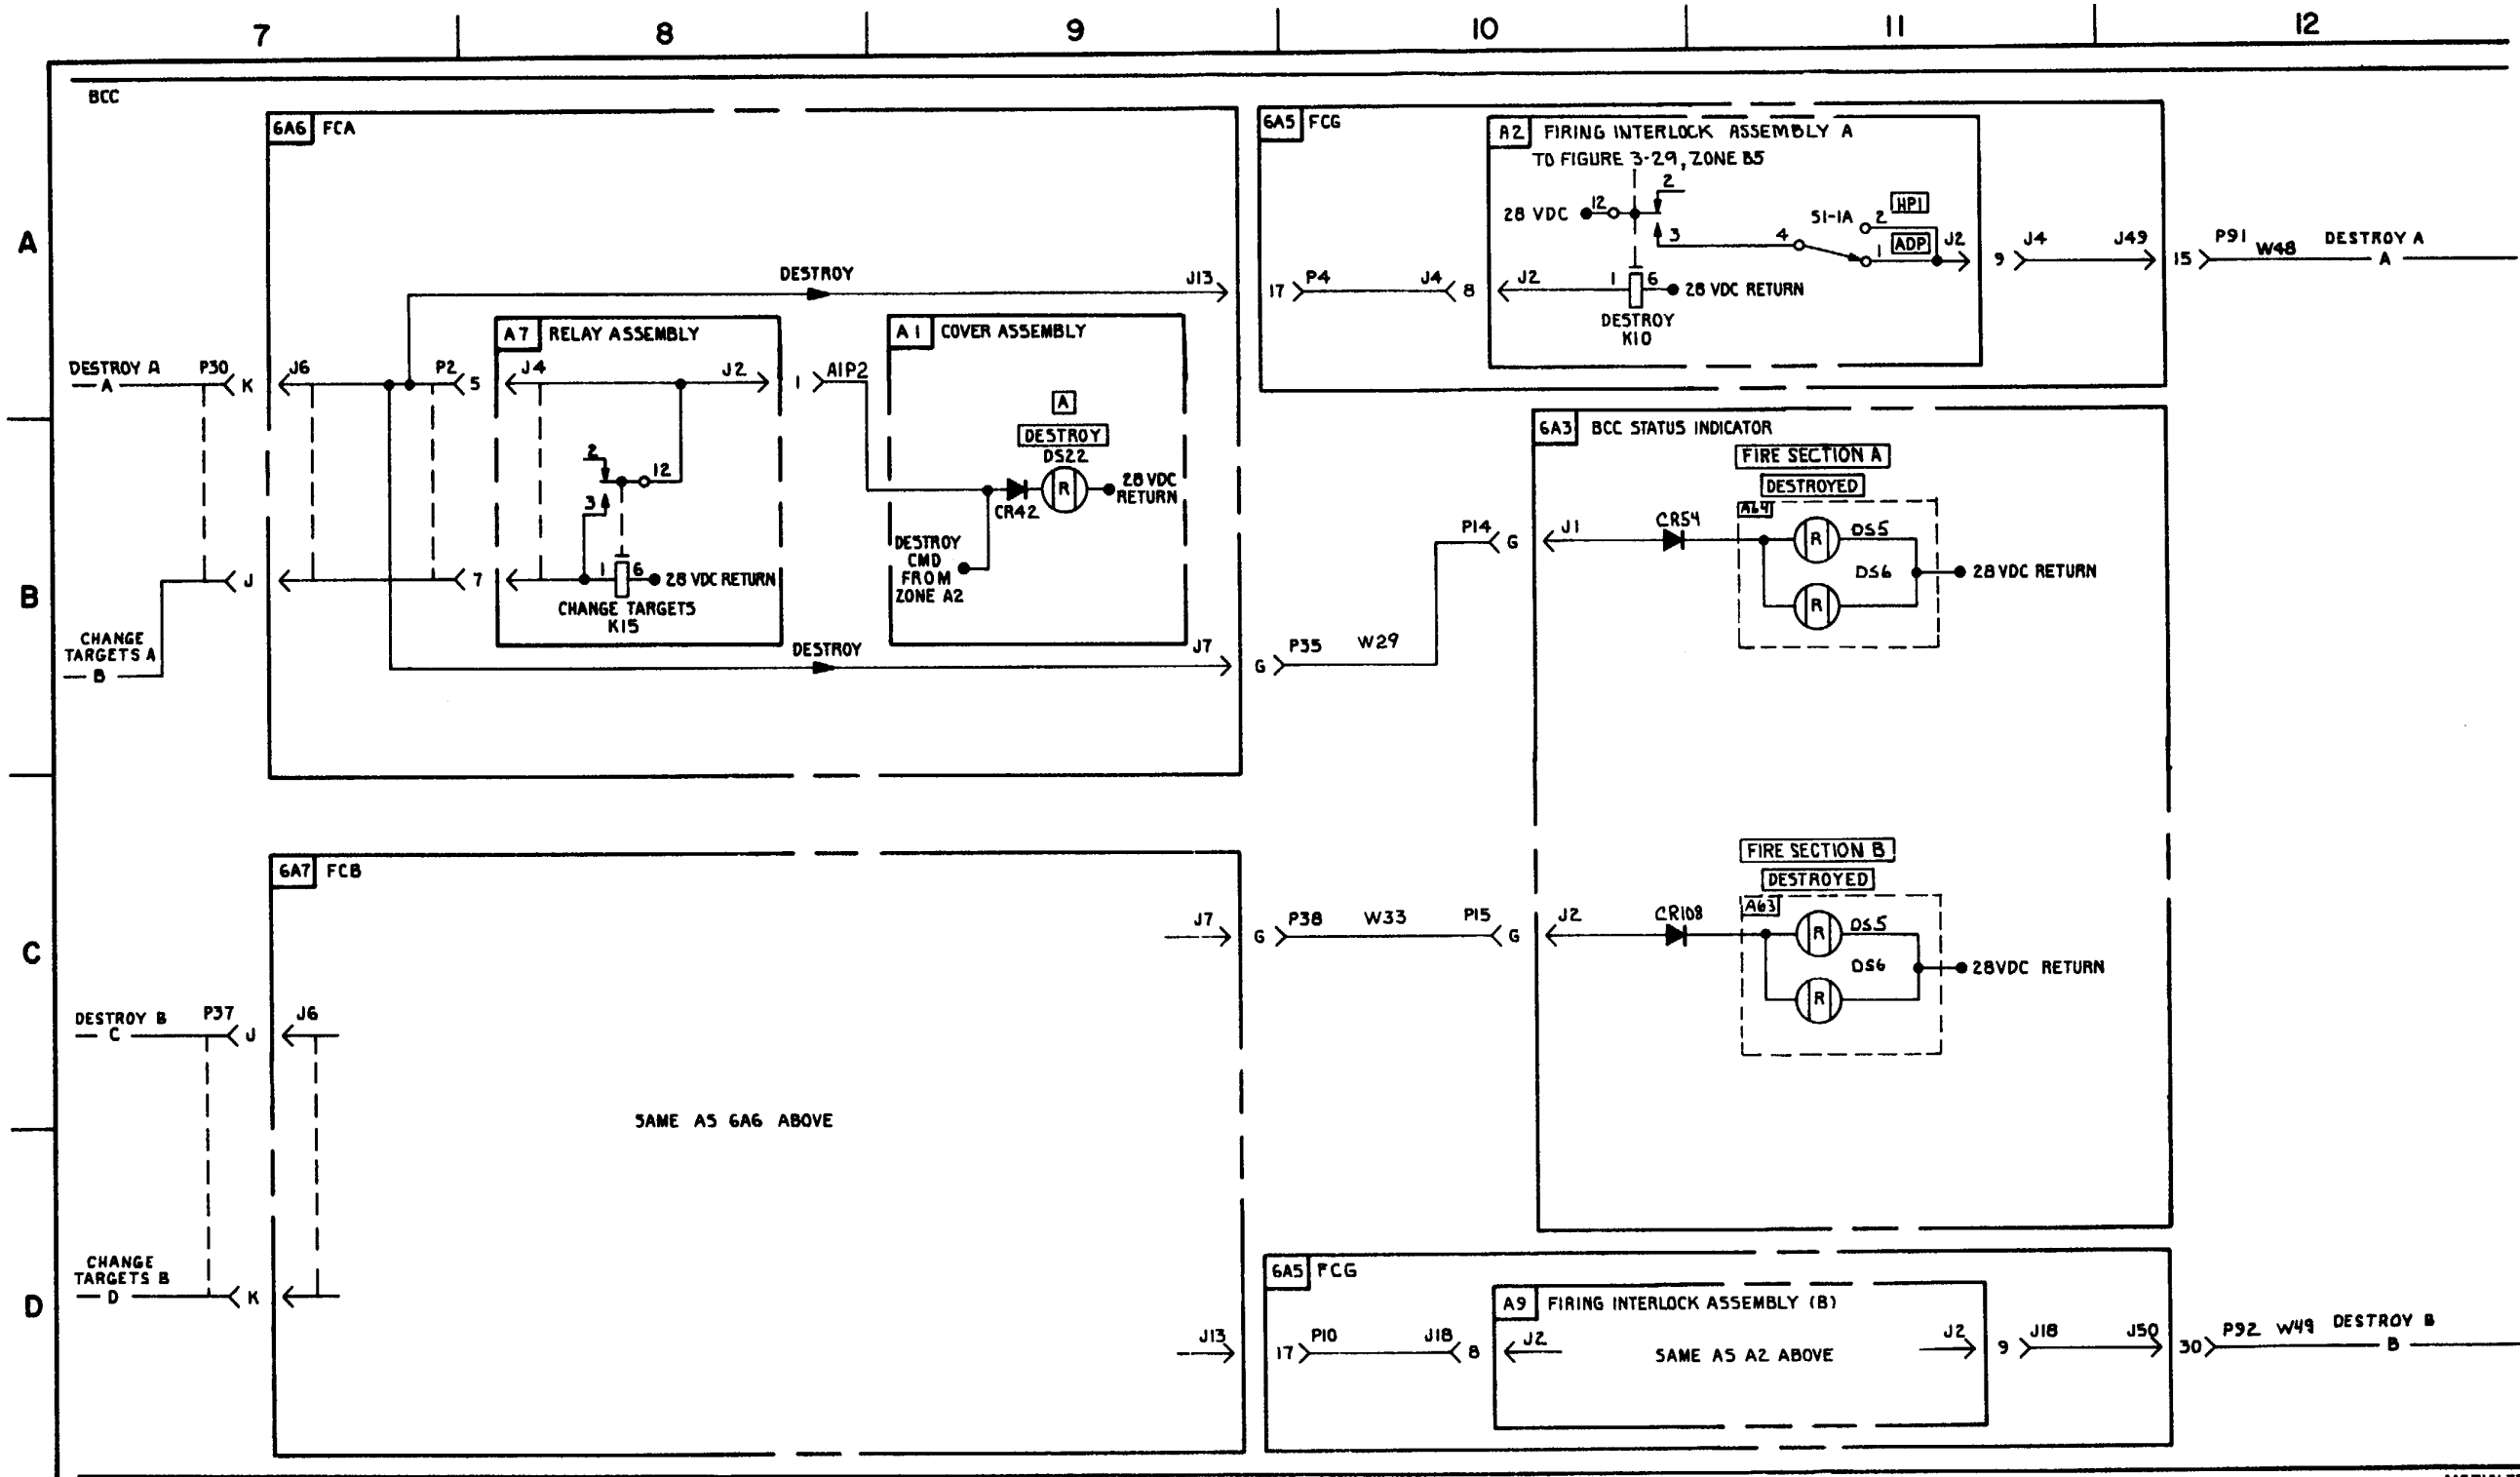 7 8 9 10 11 12
BCC
6A6 FCA
6A5 FCG
A2 FIRING INTERLOCK ASSEMBLY A
TO FIGURE 3-29, ZONE B5
2
28 VDC 12
3
4
S1-1A 2 HPI
1 ADP J2
9 J4 J49 15 P91 W48 DESTROY A
A
A
DESTROY J13
17 P4 J4 8 J2 1 6 28 VDC RETURN
DESTROY
K10
A7 RELAY ASSEMBLY
A1 COVER ASSEMBLY
DESTROY A
A P30 K J6 P2 5 J4 J2 1 A1P2
A
DESTROY
DS22
R 28 VDC
RETURN
CR42
2
12
3
DESTROY
CMD
FROM
ZONE A2
B
J 7 1 6 28 VDC RETURN
CHANGE TARGETS
K15
CHANGE
TARGETS A
B
DESTROY J7 G P35 W29
6A3 BCC STATUS INDICATOR
FIRE SECTION A
DESTROYED
A64
P14 G J1 CR54 R DS5
DS6 28 VDC RETURN
R
6A7 FCB
FIRE SECTION B
DESTROYED
A63
C
J7 G P38 W33 P15 G J2 CR108 R DS5
DS6 28VDC RETURN
R
DESTROY B
C P37 J J6
SAME AS 6A6 ABOVE
CHANGE
TARGETS B
D K
D
6A5 FCG
A9 FIRING INTERLOCK ASSEMBLY (B)
J13 17 P10 J18 8 J2 J2 9 J18 J50 30 P92 W49 DESTROY B
B
SAME AS A2 ABOVE